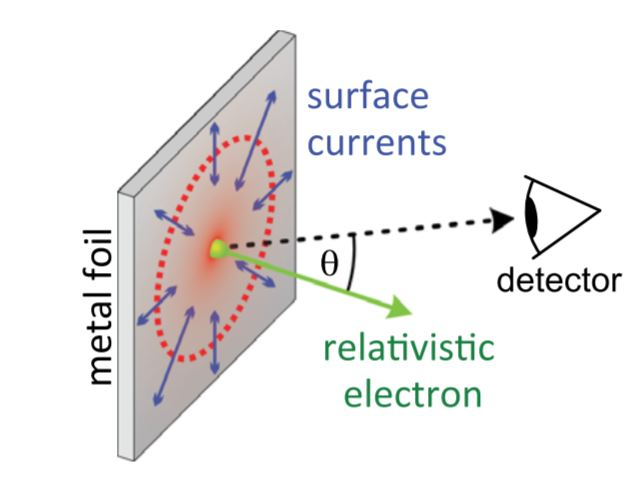 surface
currents
metal foil
θ
detector
relativistic
electron